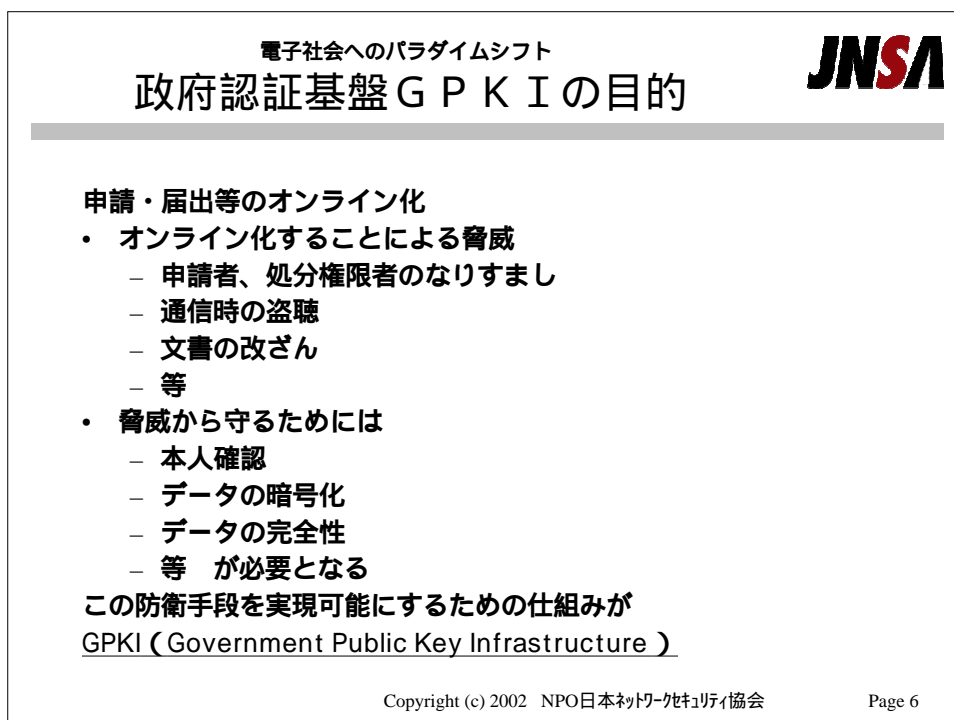 電子社会へのパラダイムシフト
政府認証基盤ＧＰＫＩの目的
JNSA
申請・届出等のオンライン化
• オンライン化することによる脅威
– 申請者、処分権限者のなりすまし
– 通信時の盗聴
– 文書の改ざん
– 等
• 脅威から守るためには
– 本人確認
– データの暗号化
– データの完全性
– 等　が必要となる
この防衛手段を実現可能にするための仕組みが
GPKI（Government Public Key Infrastructure ）
Copyright (c) 2002 NPO日本ﾈｯﾄﾜｰｸｾｷｭﾘﾃｨ協会 Page 6